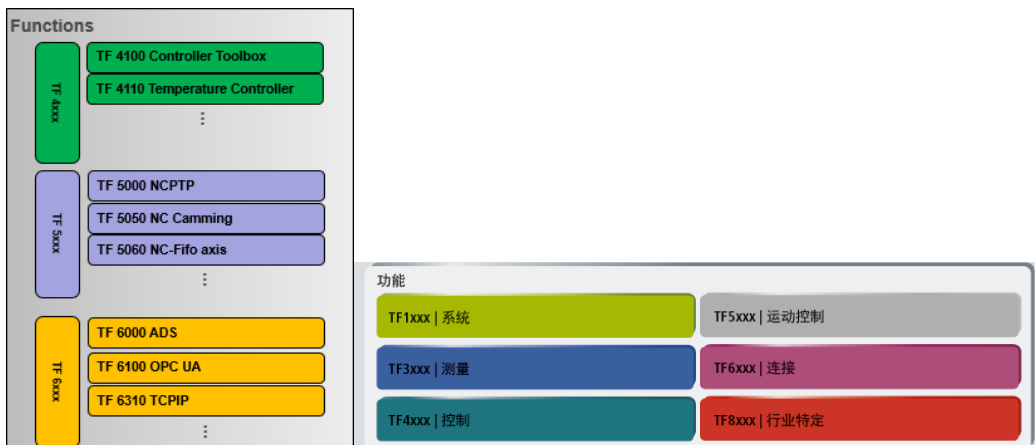 Functions
TF 4xxx
TF 4100 Controller Toolbox
TF 4110 Temperature Controller
⋮
TF 5xxx
TF 5000 NCPTP
TF 5050 NC Camming
TF 5060 NC-Fifo axis
⋮
TF 6xxx
TF 6000 ADS
TF 6100 OPC UA
TF 6310 TCPIP
⋮
功能
TF1xxx | 系统
TF5xxx | 运动控制
TF3xxx | 测量
TF6xxx | 连接
TF4xxx | 控制
TF8xxx | 行业特定